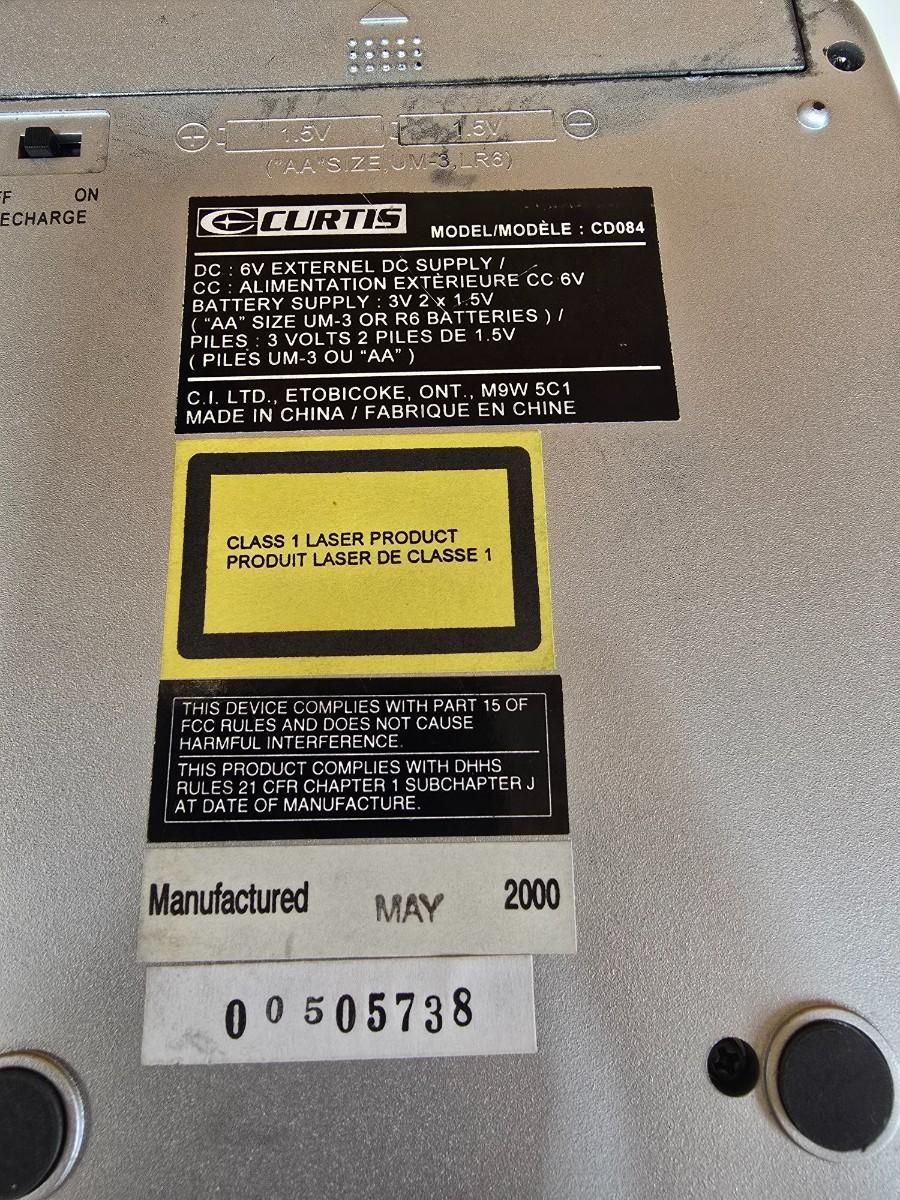 1.5V 1.5V
("AA"SIZE,UM-3,LR6)
ON
CURTIS
MODEL/MODÈLE : CD084
DC : 6V EXTERNEL DC SUPPLY /
CC : ALIMENTATION EXTÈRIEURE CC 6V
BATTERY SUPPLY : 3V 2 x 1.5V
( “AA” SIZE UM-3 OR R6 BATTERIES ) /
PILES : 3 VOLTS 2 PILES DE 1.5V
( PILES UM-3 OU “AA” )
C.I. LTD., ETOBICOKE, ONT., M9W 5C1
MADE IN CHINA / FABRIQUE EN CHINE
CLASS 1 LASER PRODUCT
PRODUIT LASER DE CLASSE 1
THIS DEVICE COMPLIES WITH PART 15 OF
FCC RULES AND DOES NOT CAUSE
HARMFUL INTERFERENCE.
THIS PRODUCT COMPLIES WITH DHHS
RULES 21 CFR CHAPTER 1 SUBCHAPTER J
AT DATE OF MANUFACTURE.
Manufactured MAY 2000
00505738